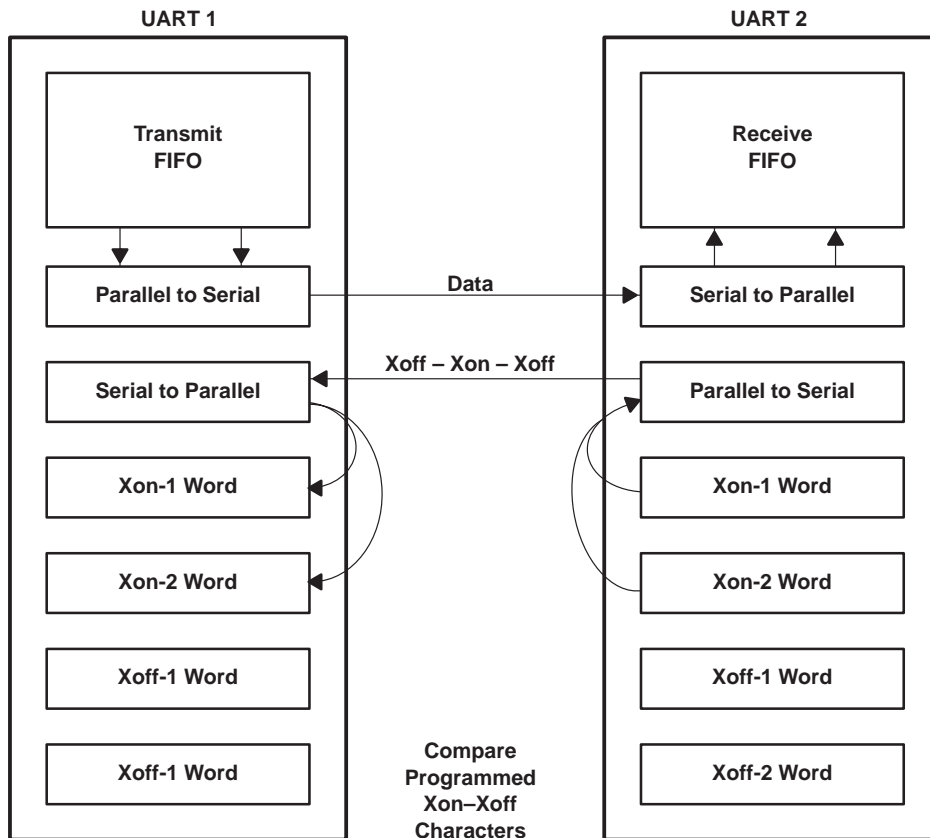 UART 1
UART 2
Transmit
FIFO
Receive
FIFO
Parallel to Serial
Data
Serial to Parallel
Serial to Parallel
Xoff – Xon – Xoff
Parallel to Serial
Xon-1 Word
Xon-1 Word
Xon-2 Word
Xon-2 Word
Xoff-1 Word
Xoff-1 Word
Xoff-1 Word
Compare
Programmed
Xon–Xoff
Characters
Xoff-2 Word